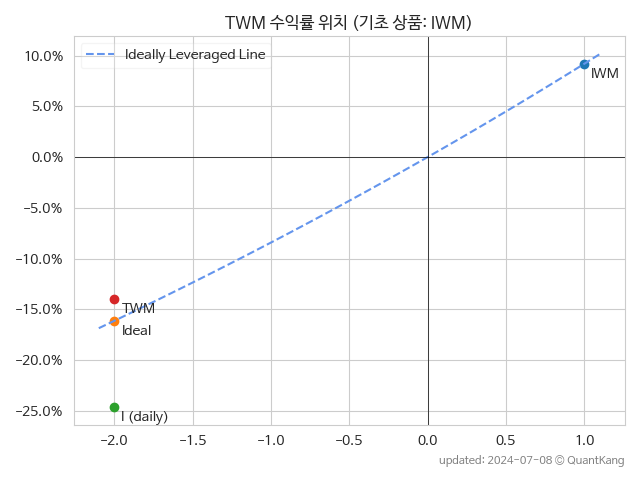 TWM 수익률 위치 (기초 상품: IWM)
Ideally Leveraged Line
10.0%
5.0%
0.0%
−5.0%
−10.0%
−15.0%
−20.0%
−25.0%
IWM
TWM
Ideal
I (daily)
−2.0 −1.5 −1.0 −0.5 0.0 0.5 1.0
updated: 2024-07-08 © QuantKang